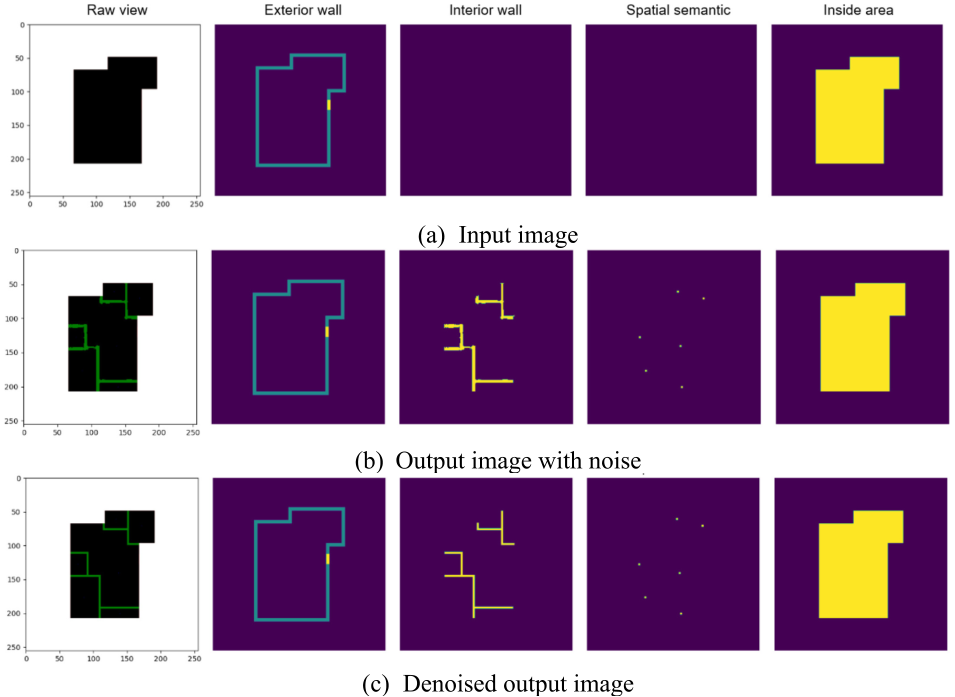 Raw view Exterior wall Interior wall Spatial semantic Inside area
0
50
100
150
200
250
0 50 100 150 200 250
(a) Input image
0
50
100
150
200
250
0 50 100 150 200 250
(b) Output image with noise
0
50
100
150
200
250
0 50 100 150 200 250
(c) Denoised output image